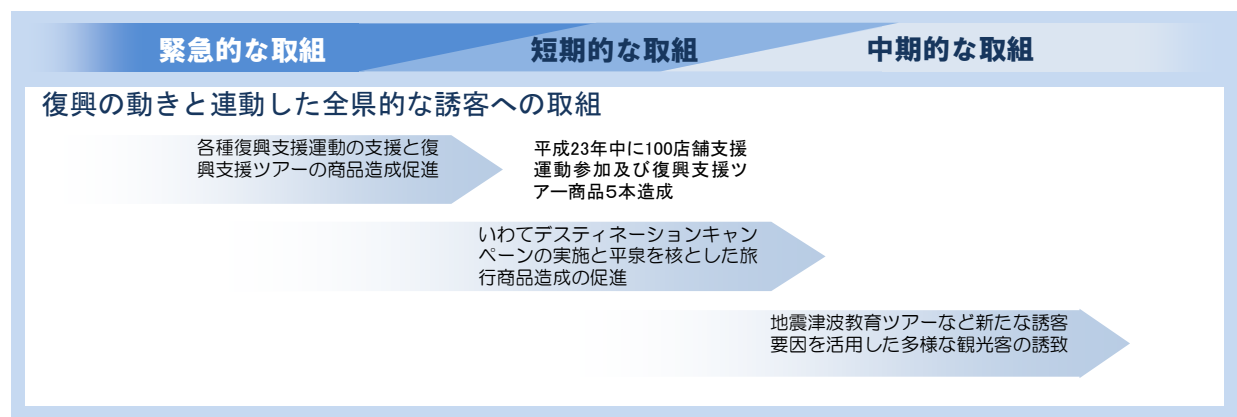 緊急的な取組
短期的な取組
中期的な取組
復興の動きと連動した全県的な誘客への取組
各種復興支援運動の支援と復
興支援ツアーの商品造成促進
平成23年中に100店舗支援
運動参加及び復興支援ツ
アー商品5本造成
いわてデスティネーションキャン
ペーンの実施と平泉を核とした旅
行商品造成の促進
地震津波教育ツアーなど新たな誘客
要因を活用した多様な観光客の誘致